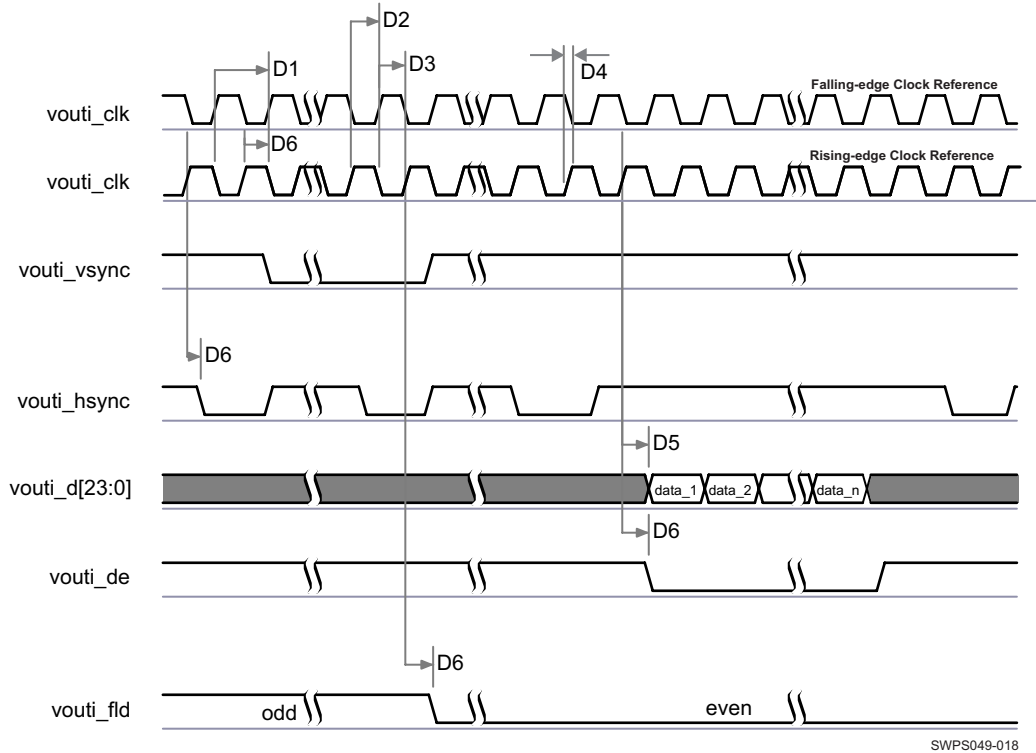 D2
D3
D1
D4
Falling-edge Clock Reference
vouti_clk
D6
Rising-edge Clock Reference
vouti_clk
vouti_vsync
D6
vouti_hsync
D5
vouti_d[23:0]
data_1
data_2
data_n
D6
vouti_de
D6
vouti_fld
odd
even
SWPS049-018